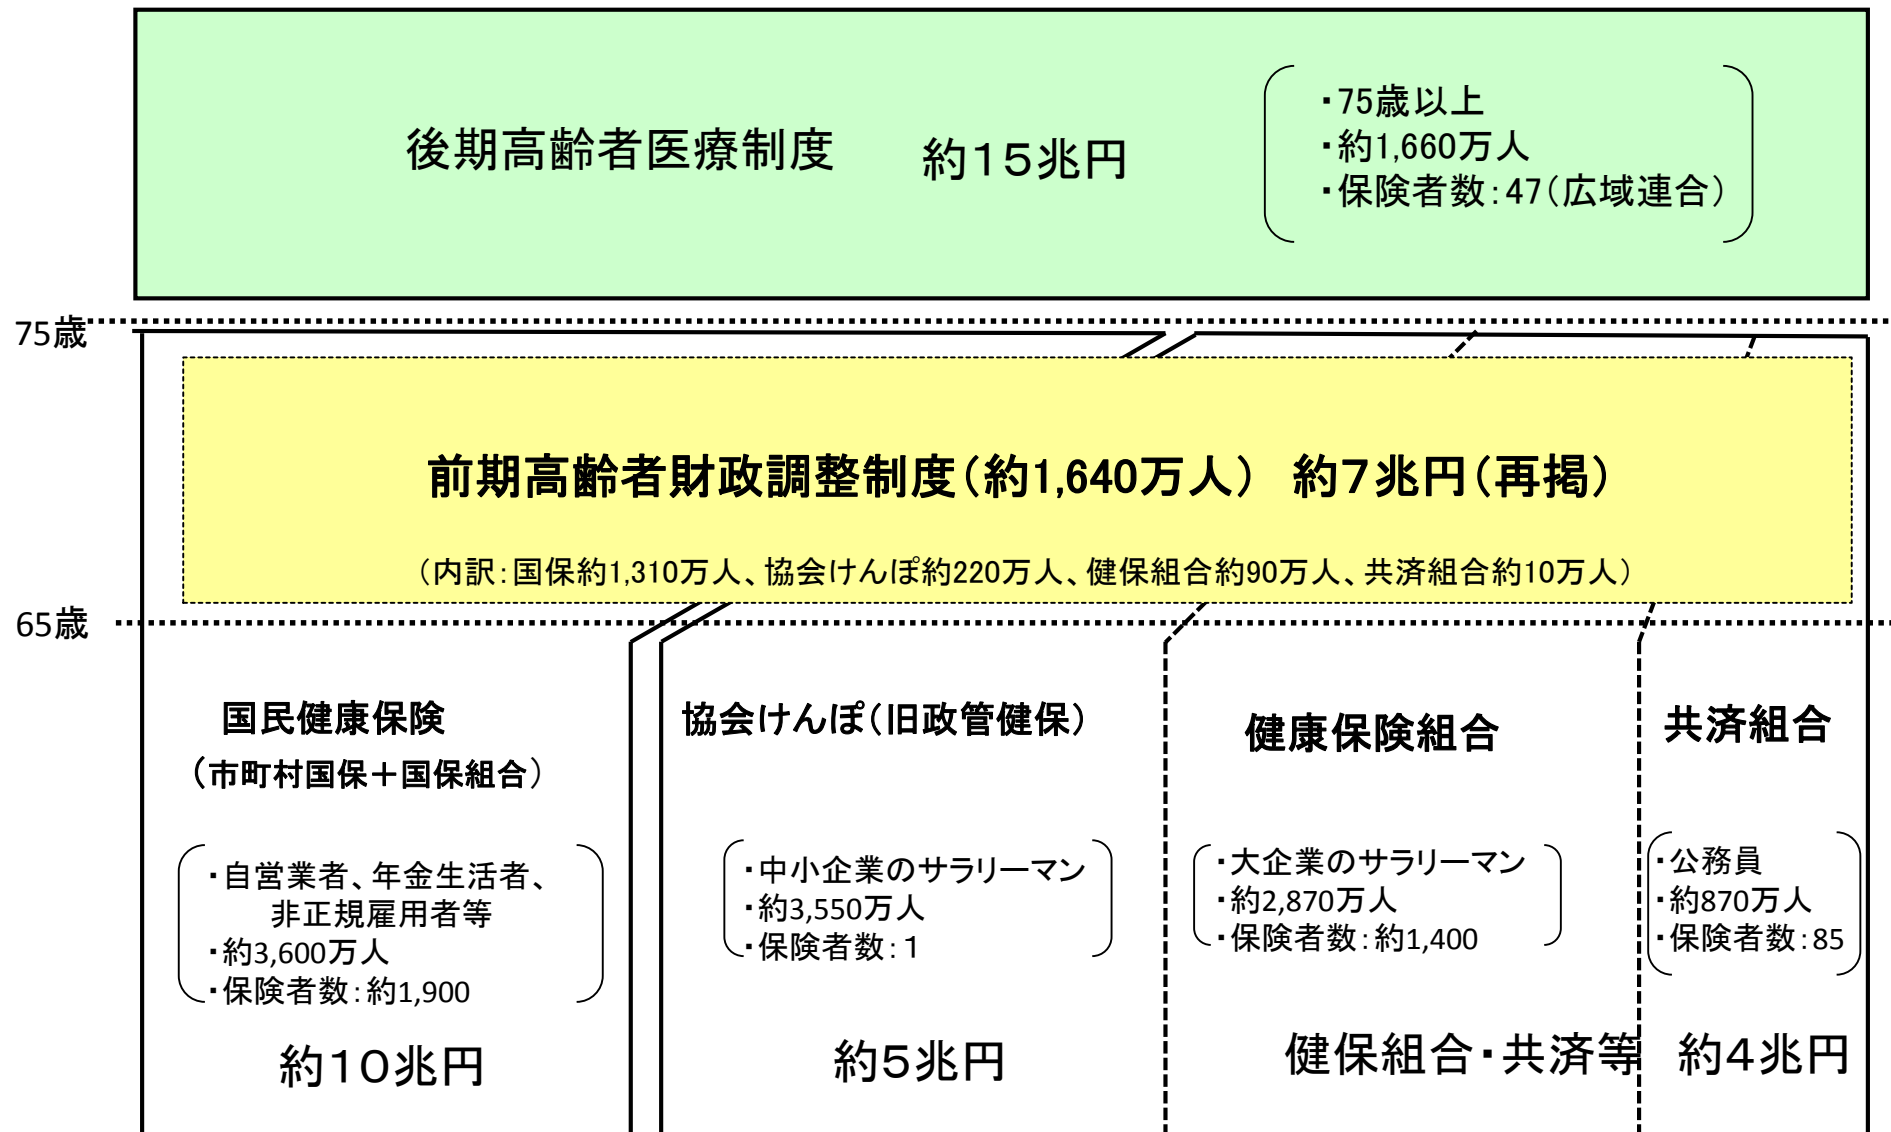 後期高齢者医療制度 約15兆円
・75歳以上
・約1,660万人
・保険者数:47(広域連合)
75歳
前期高齢者財政調整制度(約1,640万人) 約7兆円(再掲)
(内訳:国保約1,310万人、協会けんぽ約220万人、健保組合約90万人、共済組合約10万人)
65歳
国民健康保険
(市町村国保+国保組合)
・自営業者、年金生活者、
非正規雇用者等
・約3,600万人
・保険者数:約1,900
約10兆円
協会けんぽ(旧政管健保)
・中小企業のサラリーマン
・約3,550万人
・保険者数:1
約5兆円
健康保険組合
・大企業のサラリーマン
・約2,870万人
・保険者数:約1,400
共済組合
・公務員
・約870万人
・保険者数:85
健保組合・共済等 約4兆円